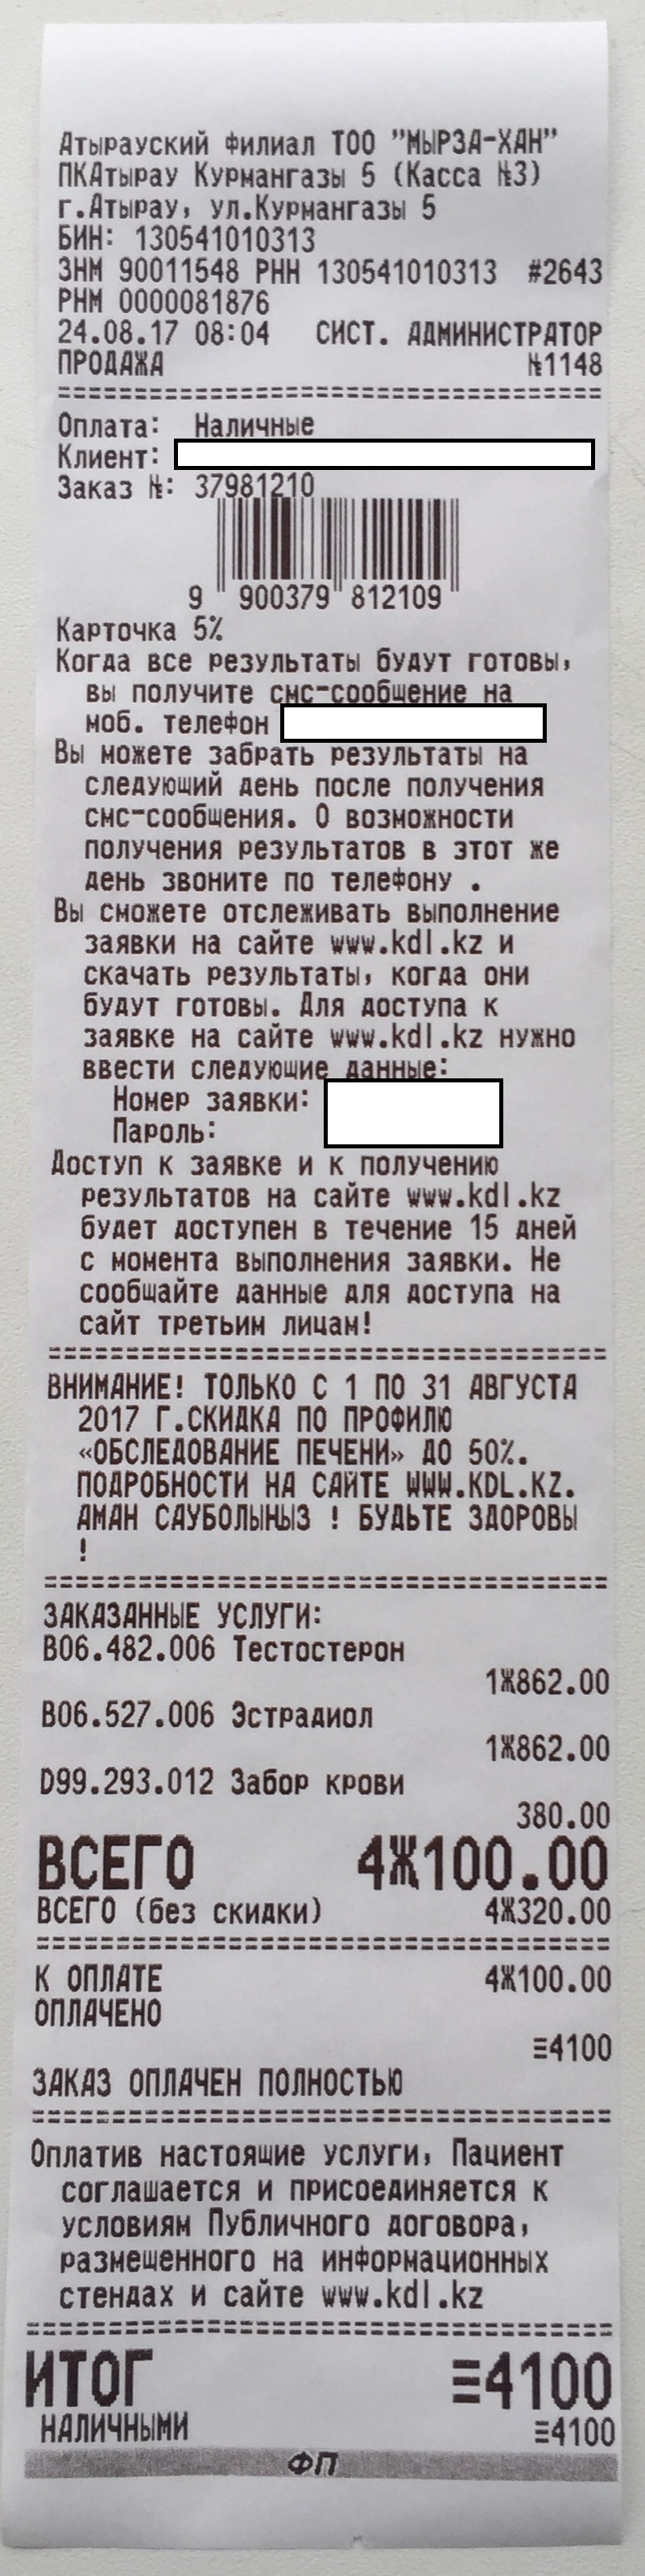 Атырауский филиал ТОО "МЫРЗА-ХАН"
ПКАтырау Курмангазы 5 (Касса №3)
г.Атырау, ул.Курмангазы 5
БИН: 130541010313
ЗНМ 90011548 РНН 130541010313 #2643
РНМ 0000081876
24.08.17 08:04 СИСТ. АДМИНИСТРАТОР
ПРОДАЖА №1148
Оплата: Наличные
Клиент:
Заказ №: 37981210
9 900379 812109
Карточка 5%
Когда все результаты будут готовы,
вы получите смс-сообщение на
моб. телефон
Вы можете забрать результаты на
следующий день после получения
смс-сообщения. О возможности
получения результатов в этот же
день звоните по телефону .
Вы сможете отслеживать выполнение
заявки на сайте www.kdl.kz и
скачать результаты, когда они
будут готовы. Для доступа к
заявке на сайте www.kdl.kz нужно
ввести следующие данные:
Номер заявки:
Пароль:
Доступ к заявке и к получению
результатов на сайте www.kdl.kz
будет доступен в течение 15 дней
с момента выполнения заявки. Не
сообщайте данные для доступа на
сайт третьим лицам!
ВНИМАНИЕ! ТОЛЬКО С 1 ПО 31 АВГУСТА
2017 Г.СКИДКА ПО ПРОФИЛЮ
«ОБСЛЕДОВАНИЕ ПЕЧЕНИ» ДО 50%.
ПОДРОБНОСТИ НА САЙТЕ WWW.KDL.KZ.
АМАН САУБОЛЫҢЫЗ ! БУДЬТЕ ЗДОРОВЫ
!
ЗАКАЗАННЫЕ УСЛУГИ:
B06.482.006 Тестостерон
1Ж862.00
B06.527.006 Эстрадиол
1Ж862.00
D99.293.012 Забор крови
380.00
ВСЕГО 4Ж100.00
ВСЕГО (без скидки) 4Ж320.00
К ОПЛАТЕ 4Ж100.00
ОПЛАЧЕНО
≡4100
ЗАКАЗ ОПЛАЧЕН ПОЛНОСТЬЮ
Оплатив настоящие услуги, Пациент
соглашается и присоединяется к
условиям Публичного договора,
размещенного на информационных
стендах и сайте www.kdl.kz
ИТОГ ≡4100
НАЛИЧНЫМИ ≡4100
ФП